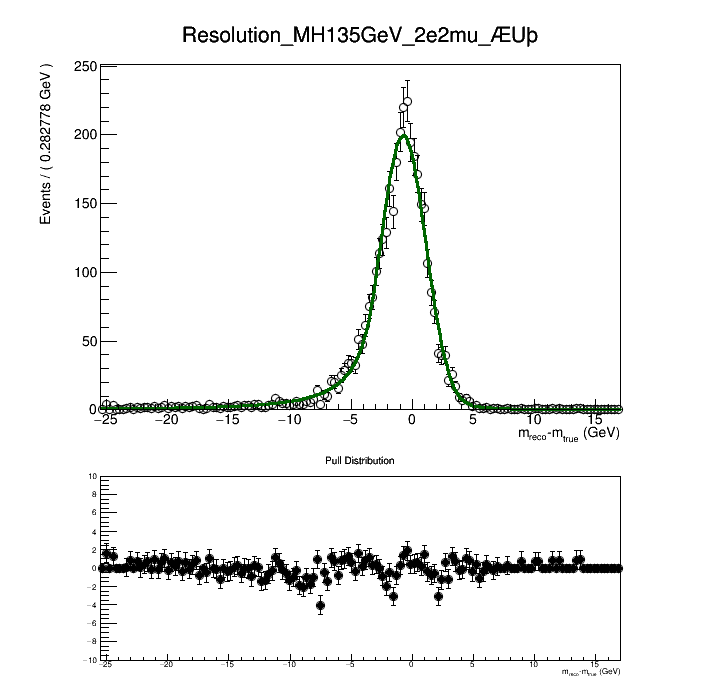 Resolution_MH135GeV_2e2mu_ÆUþ
Events / ( 0.282778 GeV )
250
200
150
100
50
0
−25 −20 −15 −10 −5 0 5 10 15
m_reco-m_true (GeV)
Pull Distribution
10
8
6
4
2
0
−2
−4
−6
−8
−10
−25 −20 −15 −10 −5 0 5 10 15
m_reco-m_true (GeV)